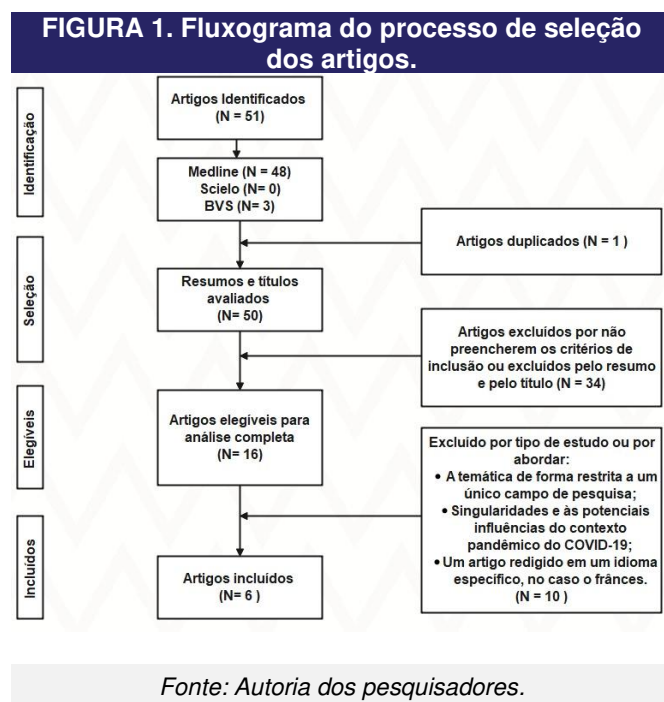 FIGURA 1. Fluxograma do processo de seleção
dos artigos.
Identificação
Artigos Identificados
(N = 51)
Medline (N = 48)
Scielo (N= 0)
BVS (N= 3)
Artigos duplicados (N = 1 )
Seleção
Resumos e títulos
avaliados
(N= 50)
Artigos excluídos por não
preencherem os critérios de
inclusão ou excluídos pelo resumo
e pelo título (N = 34)
Elegíveis
Artigos elegíveis para
análise completa
(N= 16)
Excluído por tipo de estudo ou por
abordar:
• A temática de forma restrita a um
único campo de pesquisa;
• Singularidades e às potenciais
influências do contexto
pandêmico do COVID-19;
• Um artigo redigido em um idioma
específico, no caso o frânces.
(N = 10 )
Incluídos
Artigos incluídos
(N= 6 )
Fonte: Autoria dos pesquisadores.